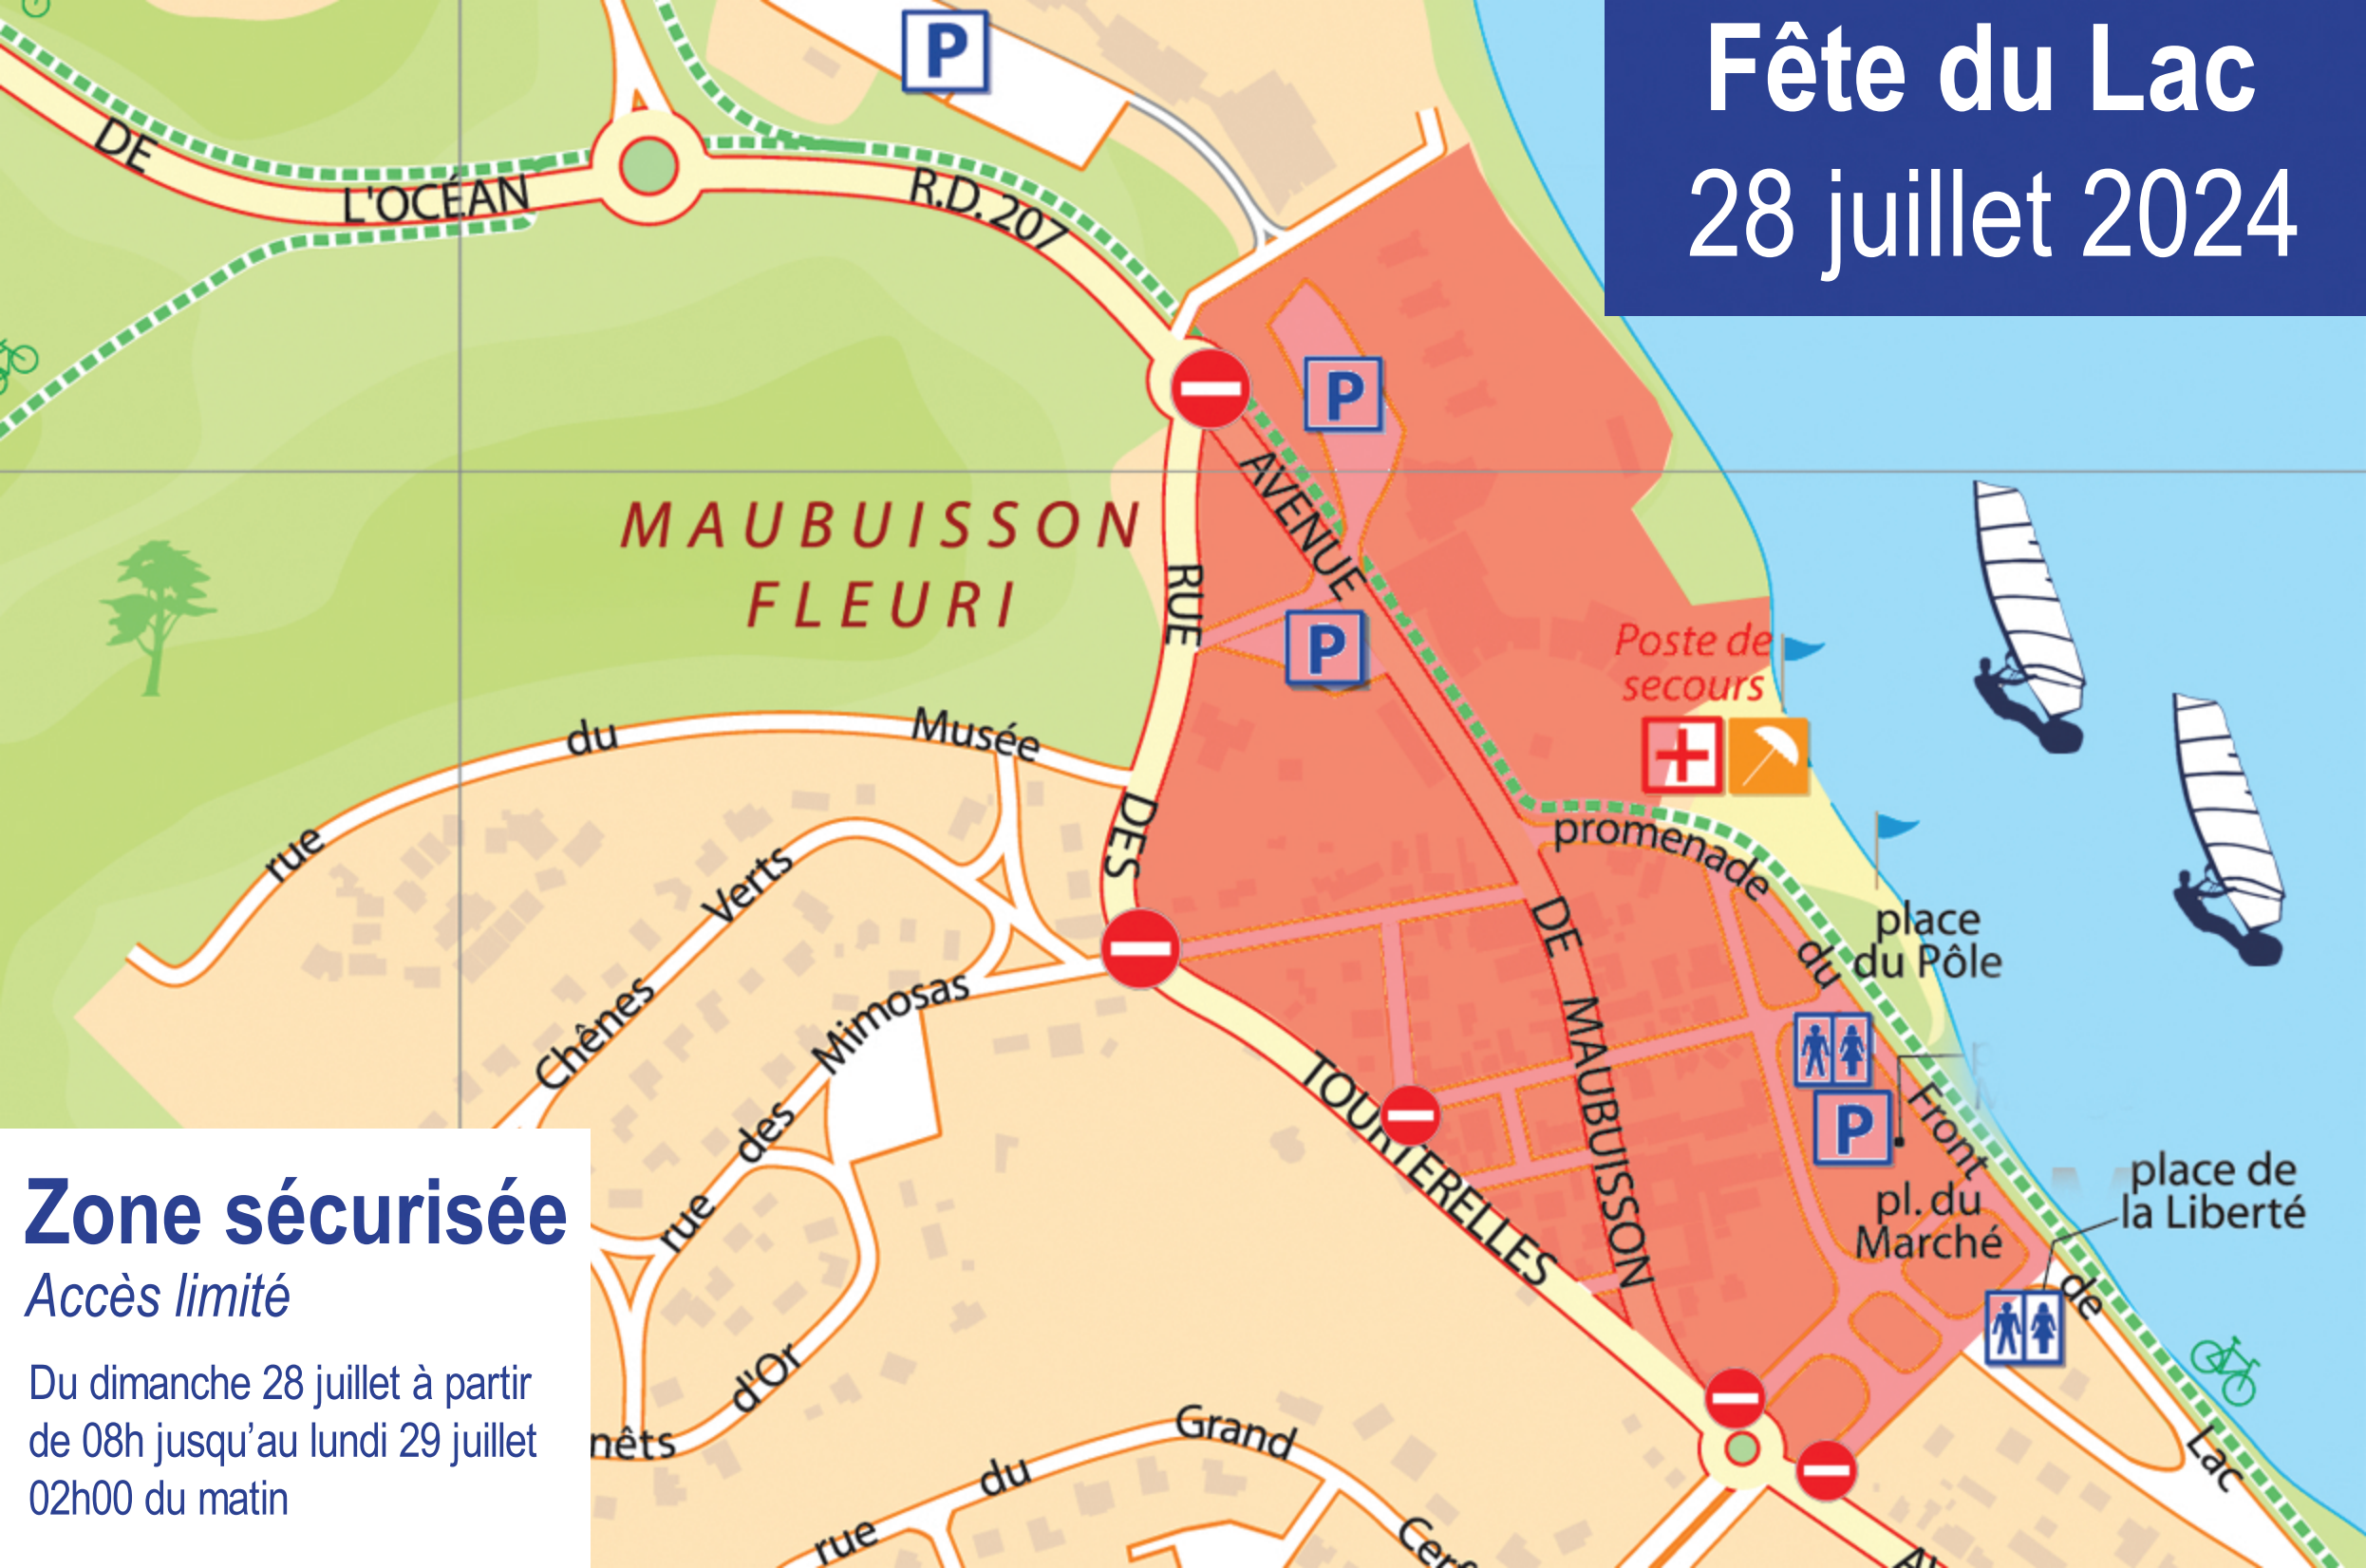 Fête du Lac
28 juillet 2024
P
DE
L'OCÉAN
R.D. 207
P
AVENUE
MAUBUISSON
FLEURI
RUE
P
Poste de
secours
du
Musée
rue
DES
promenade
Verts
DE
place
du Pôle
du
Chênes
Mimosas
MAUBUISSON
TOURTERELLES
Front
P
des
rue
pl. du
Marché
place de
la Liberté
de
d'Or
nêts
Grand
du
rue
Cerf
Lac
Av
Zone sécurisée
Accès limité
Du dimanche 28 juillet à partir
de 08h jusqu'au lundi 29 juillet
02h00 du matin